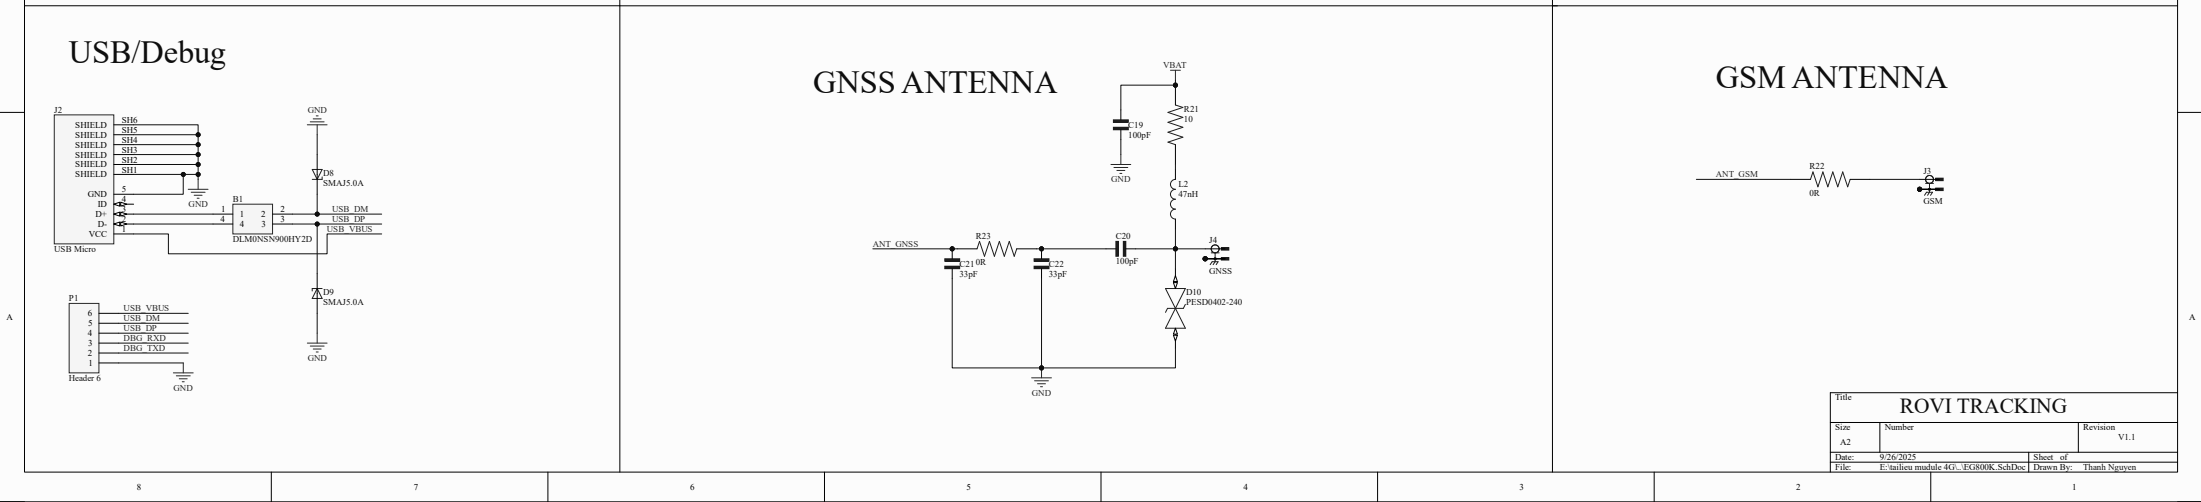 USB/Debug
J2
SHIELD SH6
SHIELD SH5
SHIELD SH4
SHIELD SH3
SHIELD SH2
SHIELD SH1
GND 5
ID 4
D+
D-
VCC 1
USB Micro
GND
B1
1 1 2 2
4 4 3 3
DLM0NSN900HY2D
GND
D8
SMAJ5.0A
USB_DM
USB_DP
USB_VBUS
D9
SMAJ5.0A
GND
P1
6 USB_VBUS
5 USB_DM
4 USB_DP
3 DBG_RXD
2 DBG_TXD
1
Header 6
GND
GNSS ANTENNA
VBAT
R21
10
C19
100pF
GND
L2
47nH
ANT_GNSS
R23
0R
C21
33pF
C22
33pF
C20
100pF
J4
GNSS
D10
PESD0402-240
GND
GSM ANTENNA
ANT_GSM
R22
0R
J3
GSM
A
A
Title
ROVI TRACKING
Size
A2
Number
Revision
V1.1
Date: 9/26/2025 Sheet of
File: E:\tailieu mudule 4G\..\EG800K.SchDoc Drawn By: Thanh Nguyen
8 7 6 5 4 3 2 1